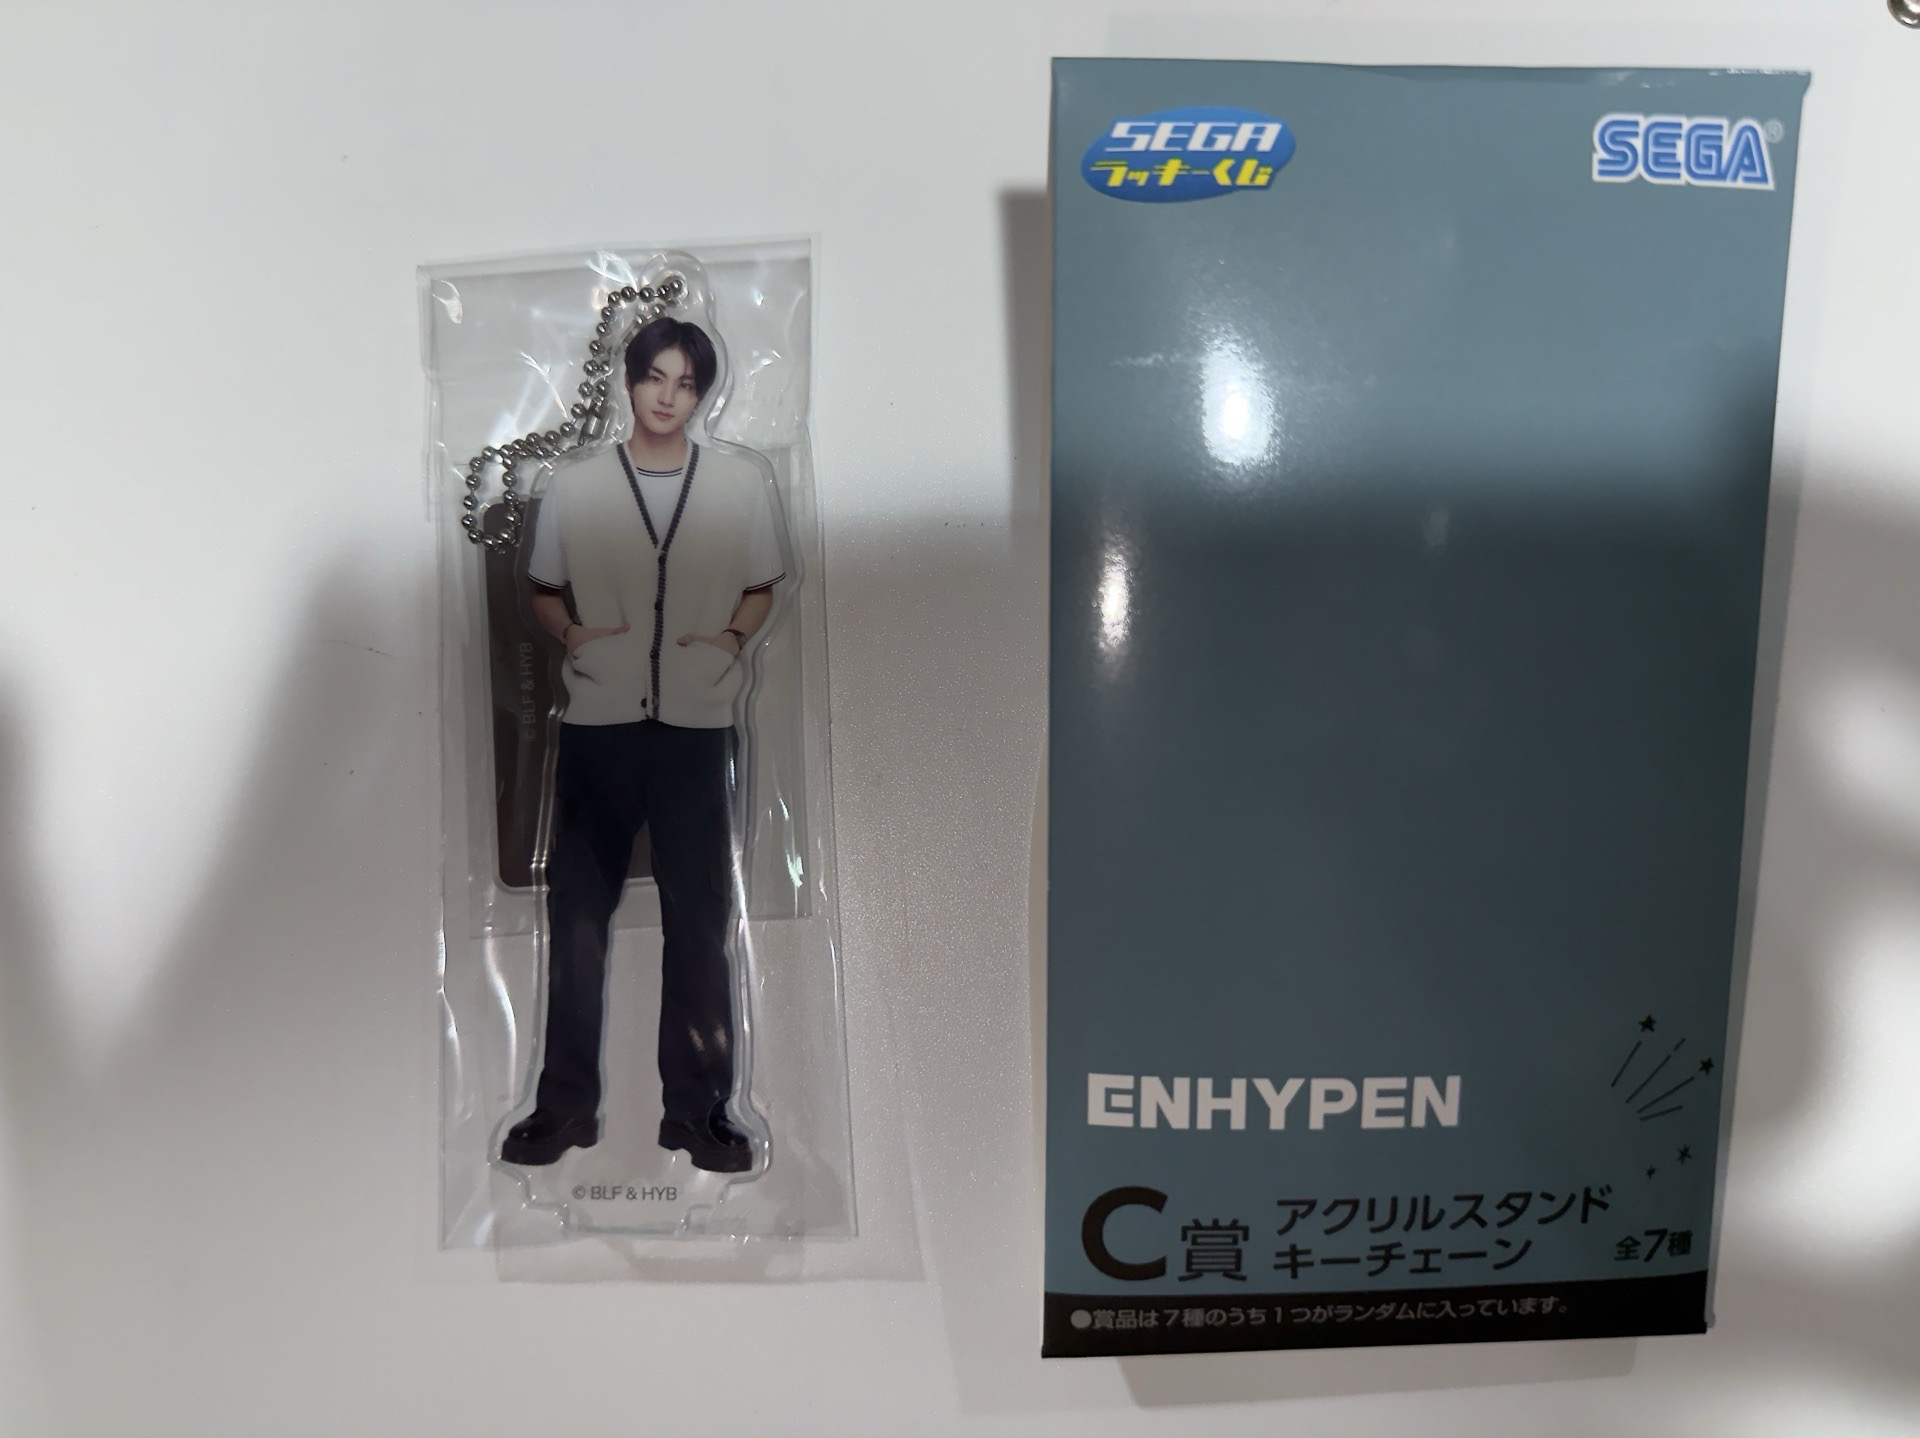 SEGA
ラッキーくじ
SEGA®
© BLF & HYB
© BLF & HYB
ENHYPEN
C賞 アクリルスタンド
キーチェーン 全7種
●賞品は7種のうち1つがランダムに入っています。